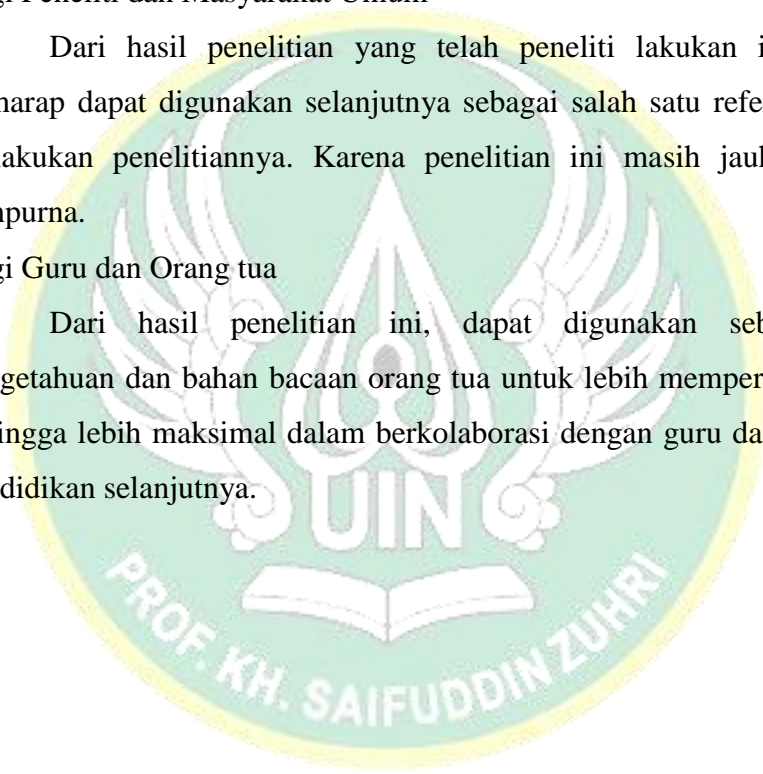 gi Peneliti dan Masyarakat Umum
Dari hasil penelitian yang telah peneliti lakukan i
harap dapat digunakan selanjutnya sebagai salah satu refe
lakukan penelitiannya. Karena penelitian ini masih jau
npurna.
gi Guru dan Orang tua
Dari hasil penelitian ini, dapat digunakan seb
getahuan dan bahan bacaan orang tua untuk lebih memper
ingga lebih maksimal dalam berkolaborasi dengan guru da
didikan selanjutnya.
UIN
PROF. KH. SAIFUDDIN ZUHRI